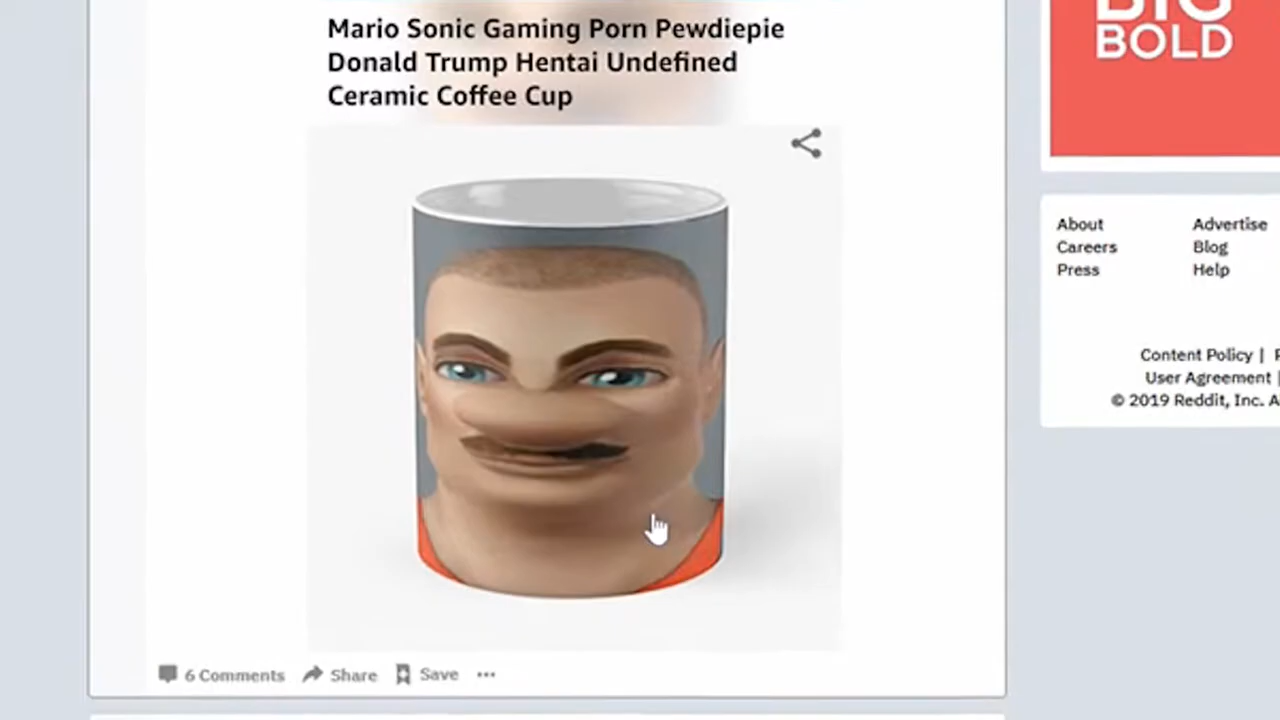 Mario Sonic Gaming Porn Pewdiepie
Donald Trump Hentai Undefined
Ceramic Coffee Cup
BIG
BOLD
About
Advertise
Careers
Blog
Press
Help
Content Policy |
User Agreement |
© 2019 Reddit, Inc. A
6 Comments
Share
Save